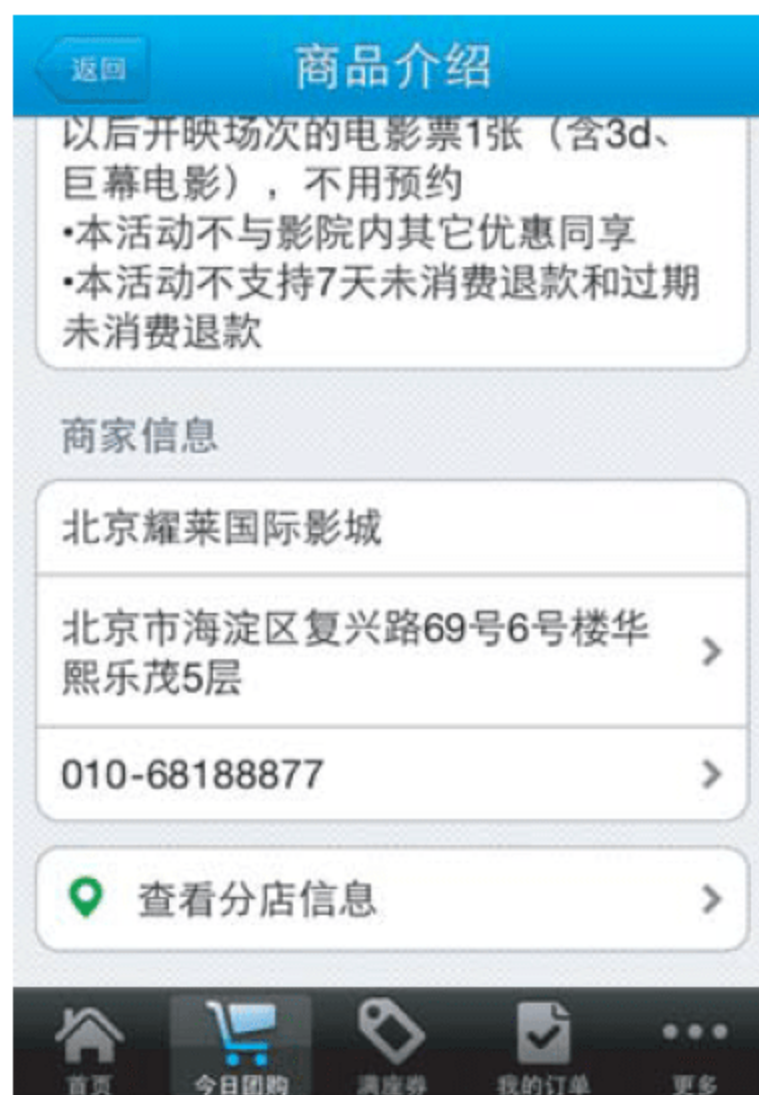 返回
商品介绍
以后开映场次的电影票1张（含3d、
巨幕电影），不用预约
•本活动不与影院内其它优惠同享
•本活动不支持7天未消费退款和过期
未消费退款
商家信息
北京耀莱国际影城
北京市海淀区复兴路69号6号楼华
熙乐茂5层
010-68188877
查看分店信息
首页
今日团购
满座券
我的订单
更多